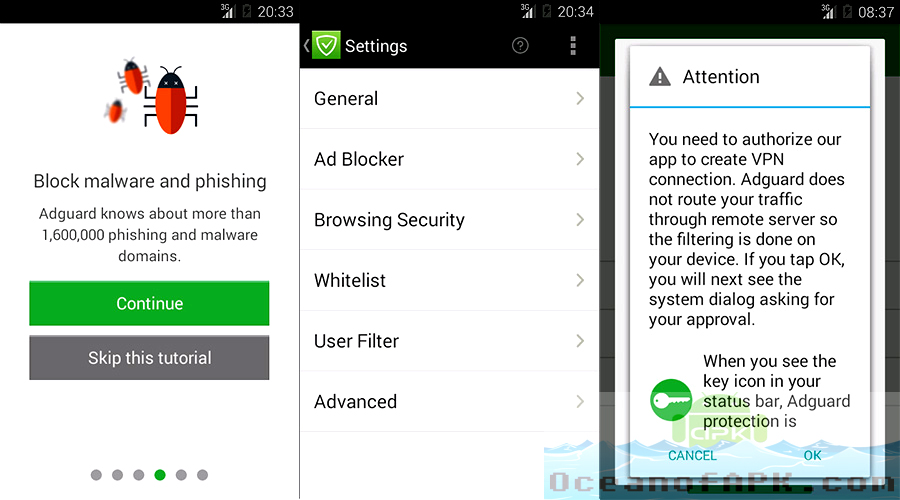 3G
20:33
Block malware and phishing
Adguard knows about more than
1,600,000 phishing and malware
domains.
Continue
Skip this tutorial
3G
20:34
Settings
General
Ad Blocker
Browsing Security
Whitelist
User Filter
Advanced
3G
08:37
Attention
You need to authorize our
app to create VPN
connection. Adguard does
not route your traffic
through remote server so
the filtering is done on
your device. If you tap OK,
you will next see the
system dialog asking for
your approval.
When you see the
key icon in your
status bar, Adguard
protection is
aPK
CANCEL OK
OceanofAPK.com